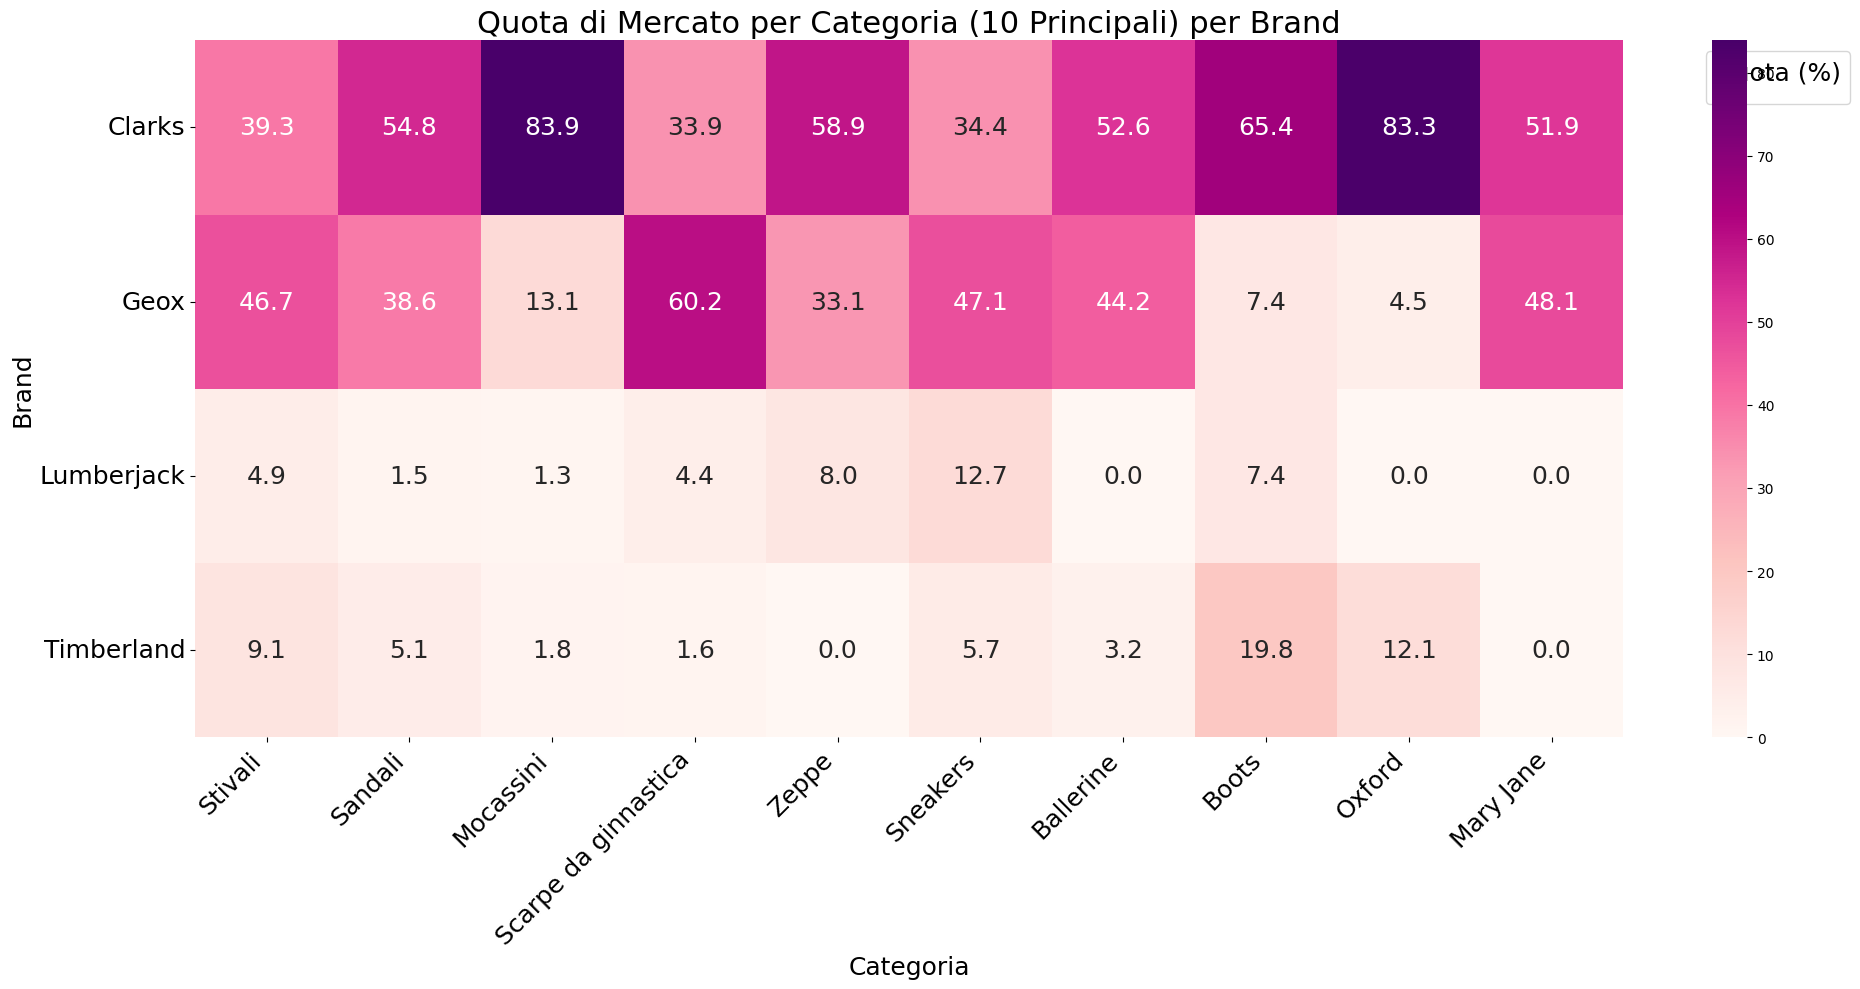 Quota di Mercato per Categoria (10 Principali) per Brand
Brand
Clarks
39.3 54.8 83.9 33.9 58.9 34.4 52.6 65.4 83.3 51.9
Geox
46.7 38.6 13.1 60.2 33.1 47.1 44.2 7.4 4.5 48.1
Lumberjack
4.9 1.5 1.3 4.4 8.0 12.7 0.0 7.4 0.0 0.0
Timberland
9.1 5.1 1.8 1.6 0.0 5.7 3.2 19.8 12.1 0.0
Stivali
Sandali
Mocassini
Scarpe da ginnastica
Zeppe
Sneakers
Ballerine
Boots
Oxford
Mary Jane
Categoria
(%)
80
70
60
50
40
30
20
10
0